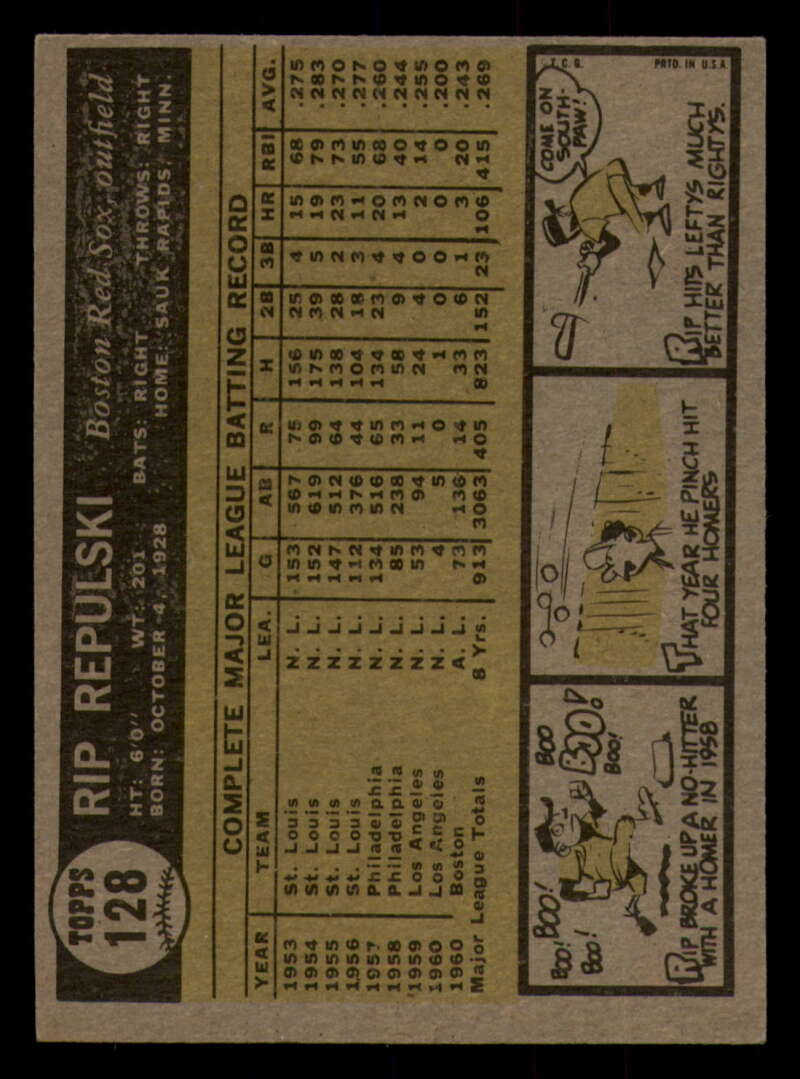 TOPPS
128
RIP REPULSKI Boston Red Sox, outfield
HT: 6'0" WT: 201 BATS: RIGHT THROWS: RIGHT
BORN: OCTOBER 4, 1928 HOME: SAUK RAPIDS, MINN.
COMPLETE MAJOR LEAGUE BATTING RECORD
YEAR TEAM LEA. G AB R H 2B 3B HR RBI AVG.
1953 St. Louis N. L. 153 567 75 156 25 4 15 68 .275
1954 St. Louis N. L. 152 619 99 175 39 5 19 79 .283
1955 St. Louis N. L. 147 512 64 138 28 2 23 73 .270
1956 St. Louis N. L. 112 376 44 104 18 3 11 55 .277
1957 Philadelphia N. L. 134 516 65 134 23 4 20 68 .260
1958 Philadelphia N. L. 85 238 33 58 9 4 13 40 .244
1959 Los Angeles N. L. 53 94 11 24 4 0 2 14 .255
1960 Los Angeles N. L. 4 5 0 1 0 0 0 0 .200
1960 Boston A. L. 73 136 14 33 6 1 3 20 .243
Major League Totals 8 Yrs. 913 3063 405 823 152 23 106 415 .269
BOO!
BOO!
BOO!
BOO
BOO!
BOO!
RIP BROKE UP A NO-HITTER
WITH A HOMER IN 1958
THAT YEAR HE PINCH HIT
FOUR HOMERS
T.C.G. PRTD. IN U.S.A.
COME ON
SOUTH-
PAW!
RIP HITS LEFTYS MUCH
BETTER THAN RIGHTYS.